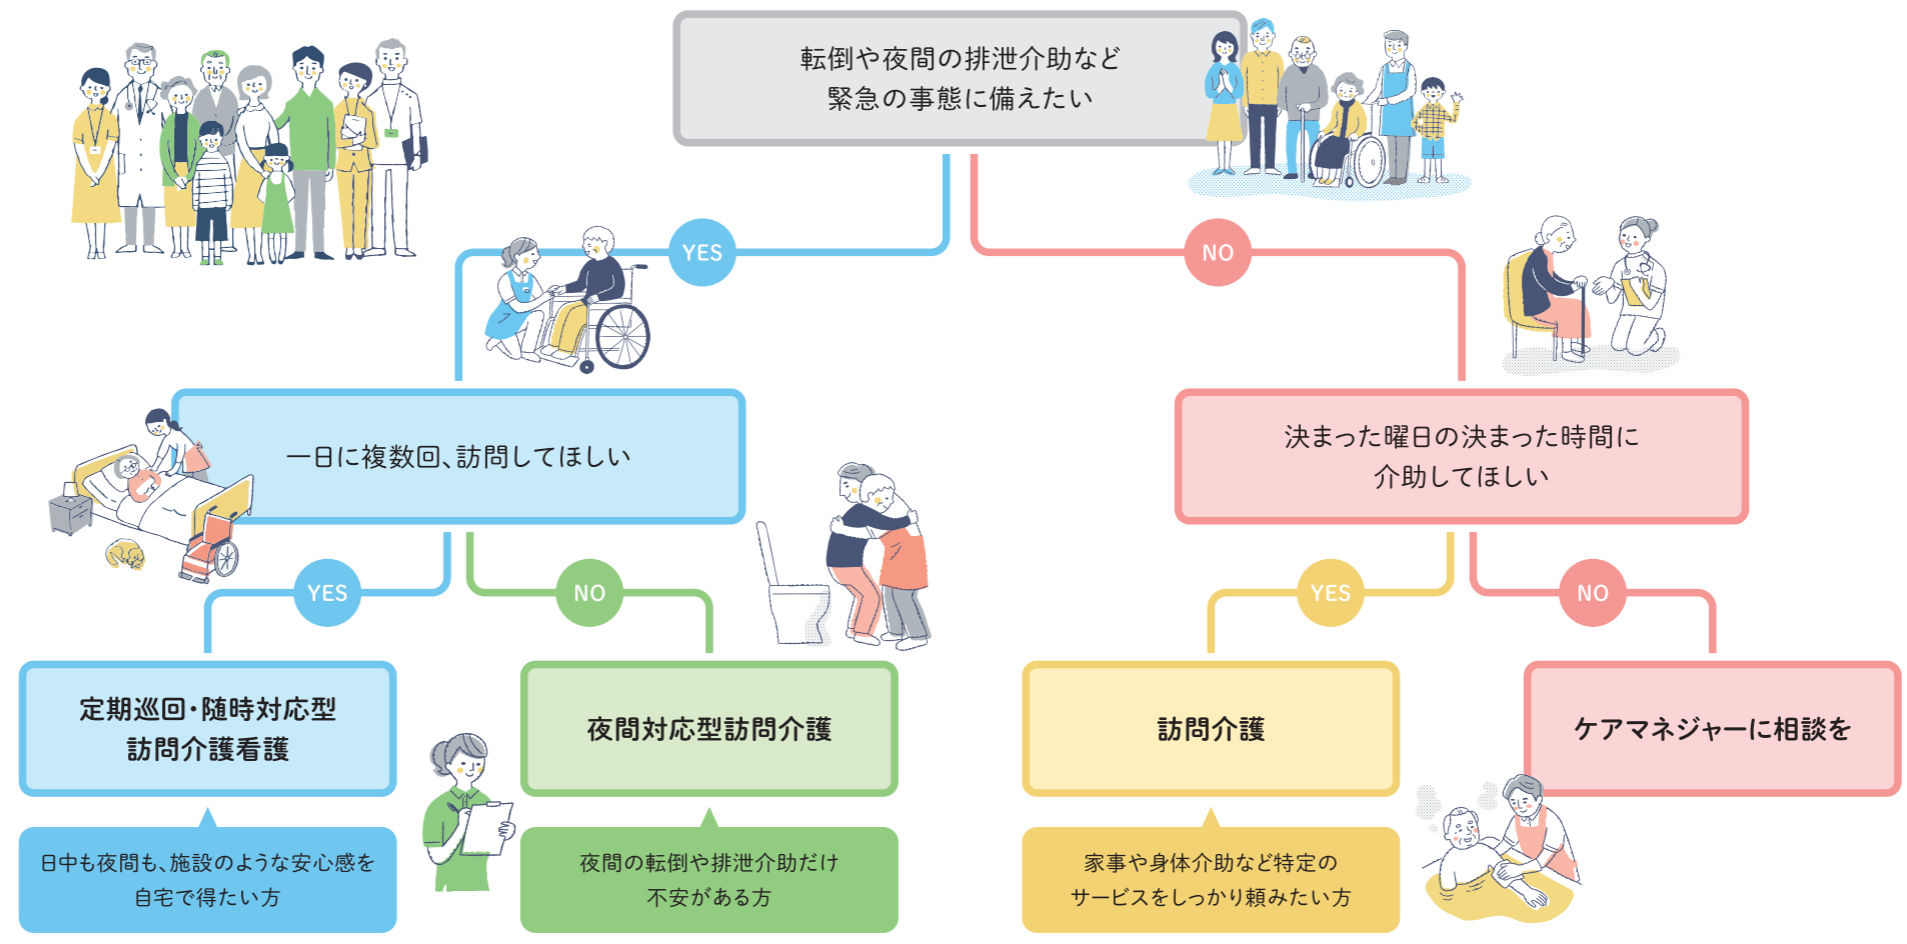 転倒や夜間の排泄介助など
緊急の事態に備えたい
YES
NO
一日に複数回、訪問してほしい
決まった曜日の決まった時間に
介助してほしい
YES
NO
YES
NO
定期巡回・随時対応型
訪問介護看護
夜間対応型訪問介護
訪問介護
ケアマネジャーに相談を
日中も夜間も、施設のような安心感を
自宅で得たい方
夜間の転倒や排泄介助だけ
不安がある方
家事や身体介助など特定の
サービスをしっかり頼みたい方